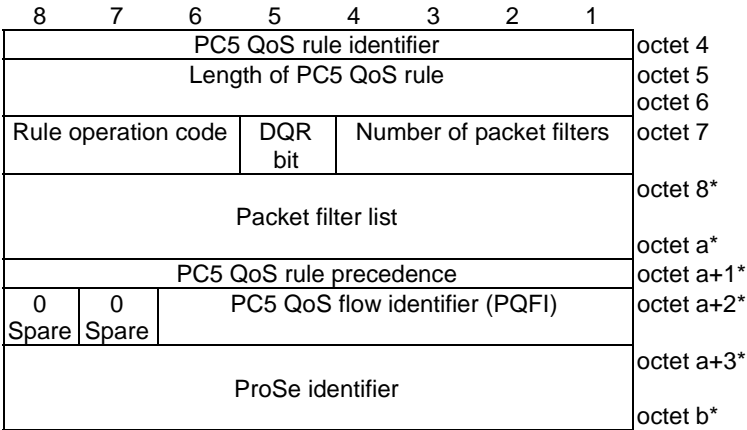 8 7 6 5 4 3 2 1
PC5 QoS rule identifier octet 4
Length of PC5 QoS rule octet 5
octet 6
Rule operation code DQR Number of packet filters octet 7
bit
octet 8*
Packet filter list
octet a*
PC5 QoS rule precedence octet a+1*
0 0 PC5 QoS flow identifier (PQFI) octet a+2*
Spare Spare
octet a+3*
ProSe identifier
octet b*